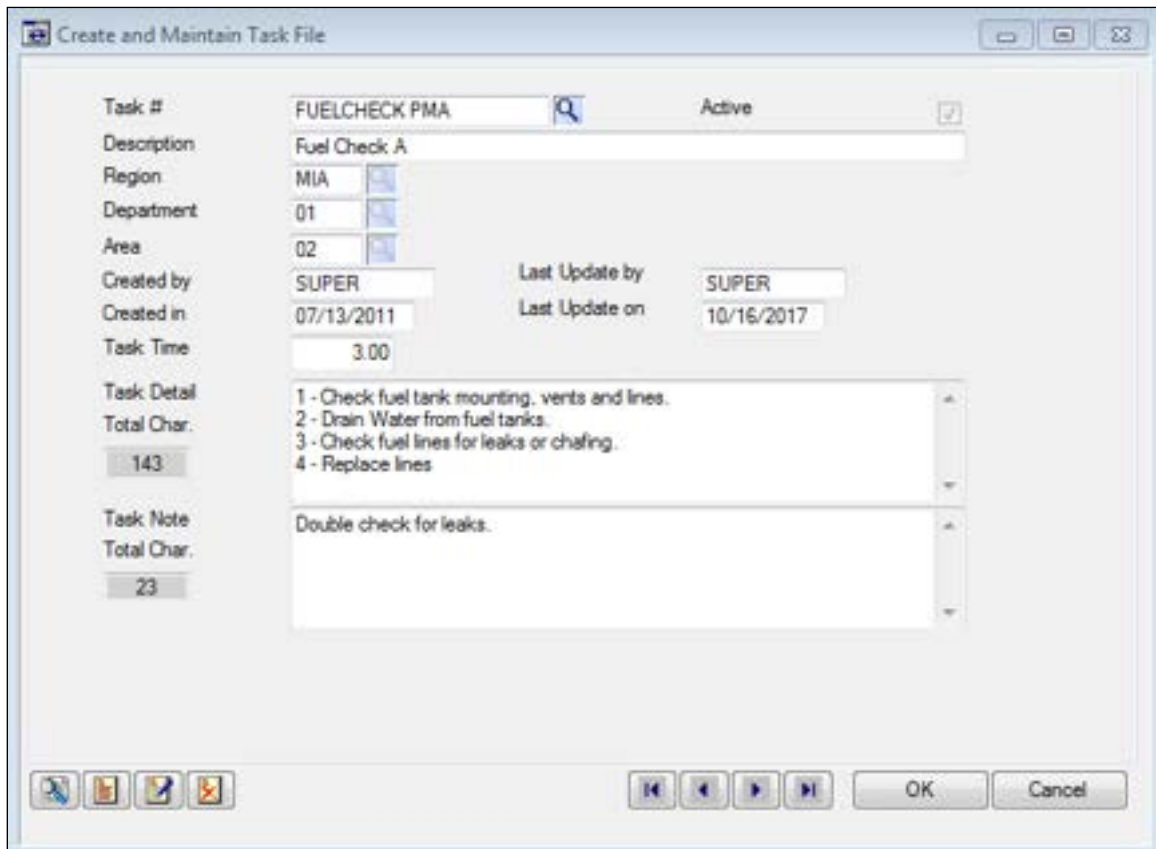 Create and Maintain Task File
Task # FUELCHECK PMA Active
Description Fuel Check A
Region MIA
Department 01
Area 02
Created by SUPER Last Update by SUPER
Created in 07/13/2011 Last Update on 10/16/2017
Task Time 3.00
Task Detail
Total Char.
143
1 - Check fuel tank mounting, vents and lines.
2 - Drain Water from fuel tanks.
3 - Check fuel lines for leaks or chafing.
4 - Replace lines
Task Note
Total Char.
23
Double check for leaks.
OK Cancel